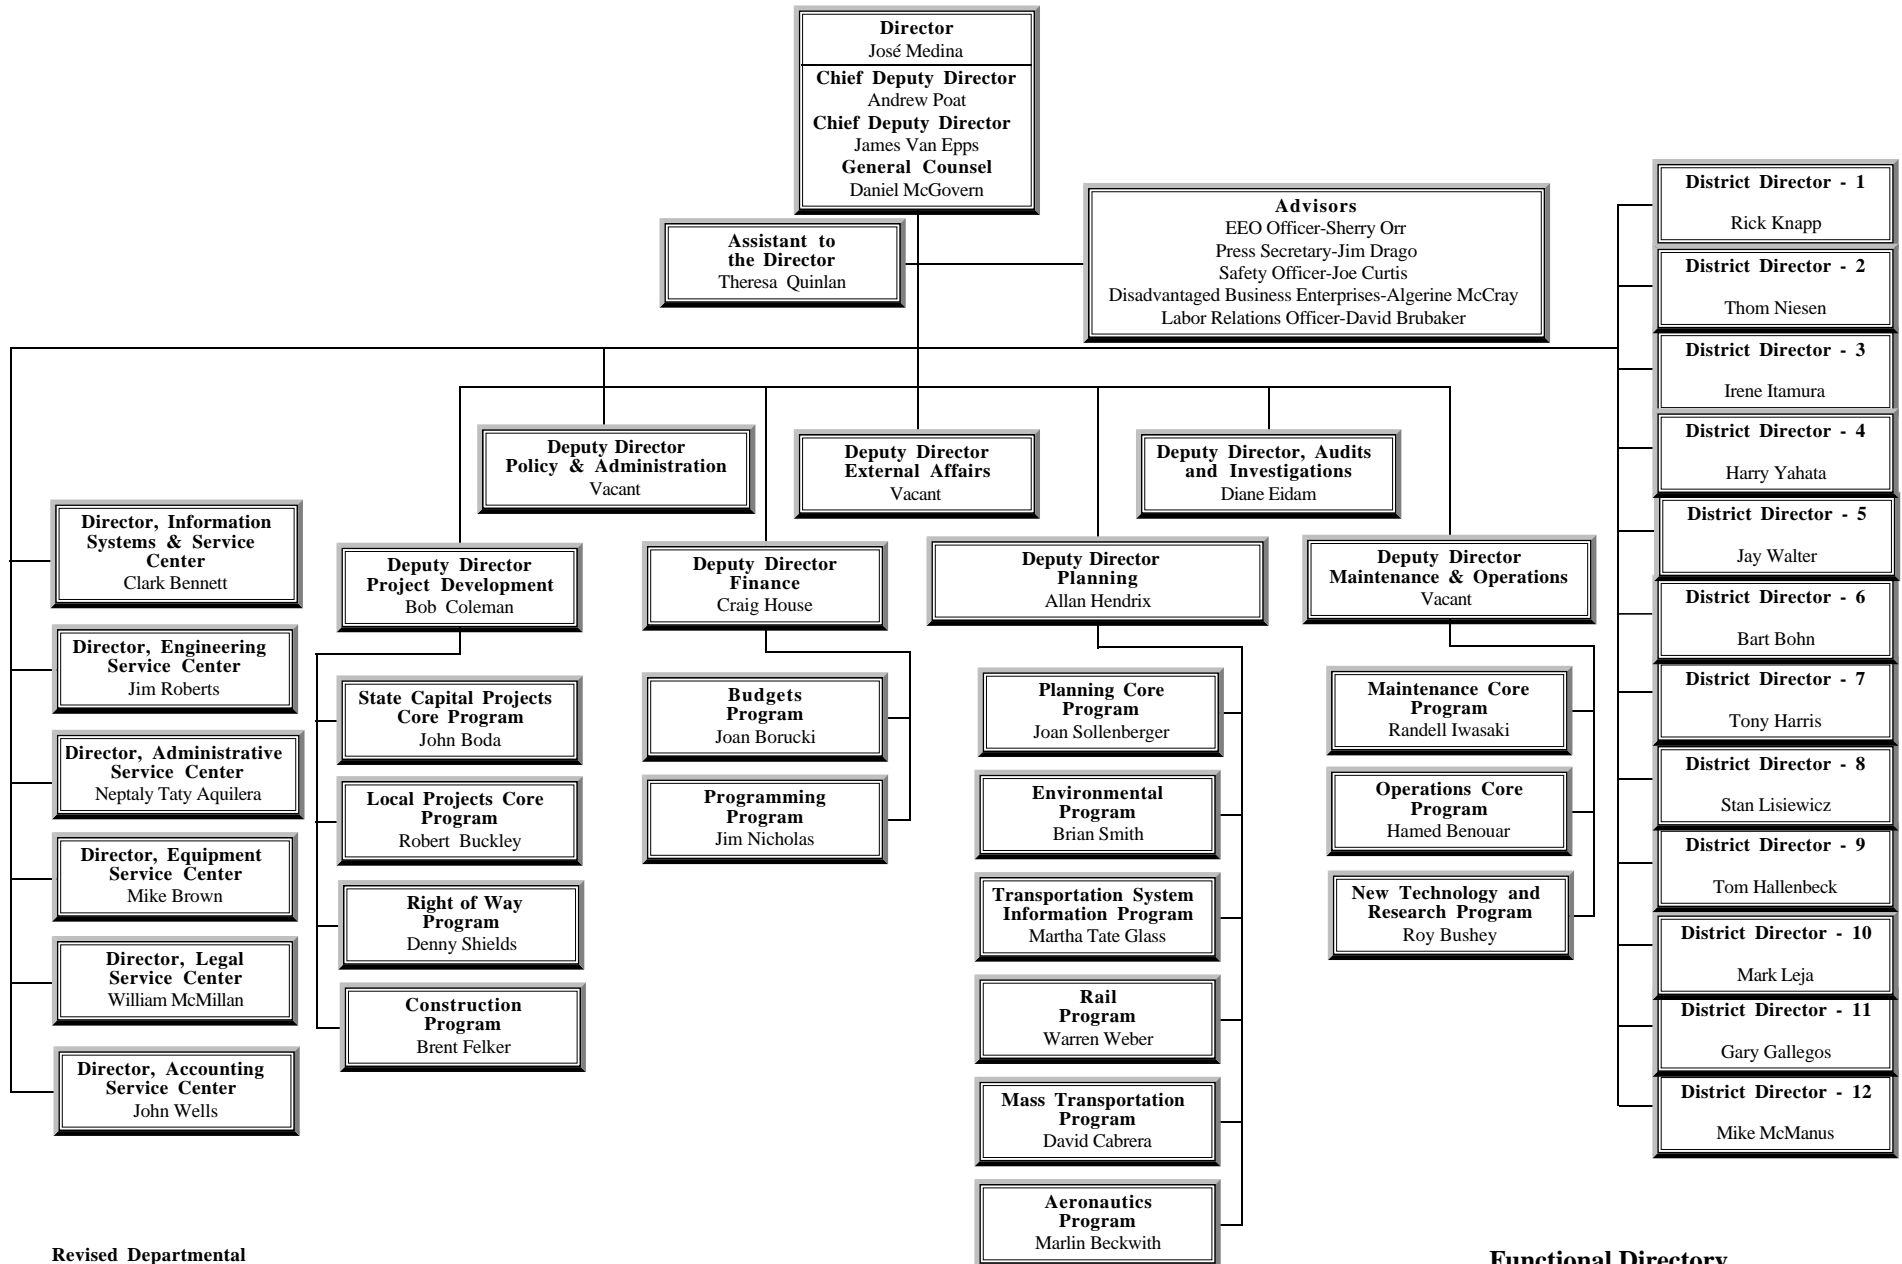 Director
José Medina
Chief Deputy Director
Andrew Poat
Chief Deputy Director
James Van Epps
General Counsel
Daniel McGovern
Assistant to
the Director
Theresa Quinlan
Advisors
EEO Officer-Sherry Orr
Press Secretary-Jim Drago
Safety Officer-Joe Curtis
Disadvantaged Business Enterprises-Algerine McCray
Labor Relations Officer-David Brubaker
Deputy Director
Policy & Administration
Vacant
Deputy Director
External Affairs
Vacant
Deputy Director, Audits
and Investigations
Diane Eidam
Director, Information
Systems & Service
Center
Clark Bennett
Director, Engineering
Service Center
Jim Roberts
Director, Administrative
Service Center
Neptaly Taty Aquilera
Director, Equipment
Service Center
Mike Brown
Director, Legal
Service Center
William McMillan
Director, Accounting
Service Center
John Wells
Deputy Director
Project Development
Bob Coleman
State Capital Projects
Core Program
John Boda
Local Projects Core
Program
Robert Buckley
Right of Way
Program
Denny Shields
Construction
Program
Brent Felker
Deputy Director
Finance
Craig House
Budgets
Program
Joan Borucki
Programming
Program
Jim Nicholas
Deputy Director
Planning
Allan Hendrix
Planning Core
Program
Joan Sollenberger
Environmental
Program
Brian Smith
Transportation System
Information Program
Martha Tate Glass
Rail
Program
Warren Weber
Mass Transportation
Program
David Cabrera
Aeronautics
Program
Marlin Beckwith
Deputy Director
Maintenance & Operations
Vacant
Maintenance Core
Program
Randell Iwasaki
Operations Core
Program
Hamed Benouar
New Technology and
Research Program
Roy Bushey
District Director - 1
Rick Knapp
District Director - 2
Thom Niesen
District Director - 3
Irene Itamura
District Director - 4
Harry Yahata
District Director - 5
Jay Walter
District Director - 6
Bart Bohn
District Director - 7
Tony Harris
District Director - 8
Stan Lisiewicz
District Director - 9
Tom Hallenbeck
District Director - 10
Mark Leja
District Director - 11
Gary Gallegos
District Director - 12
Mike McManus
Revised Departmental
Functional Directory